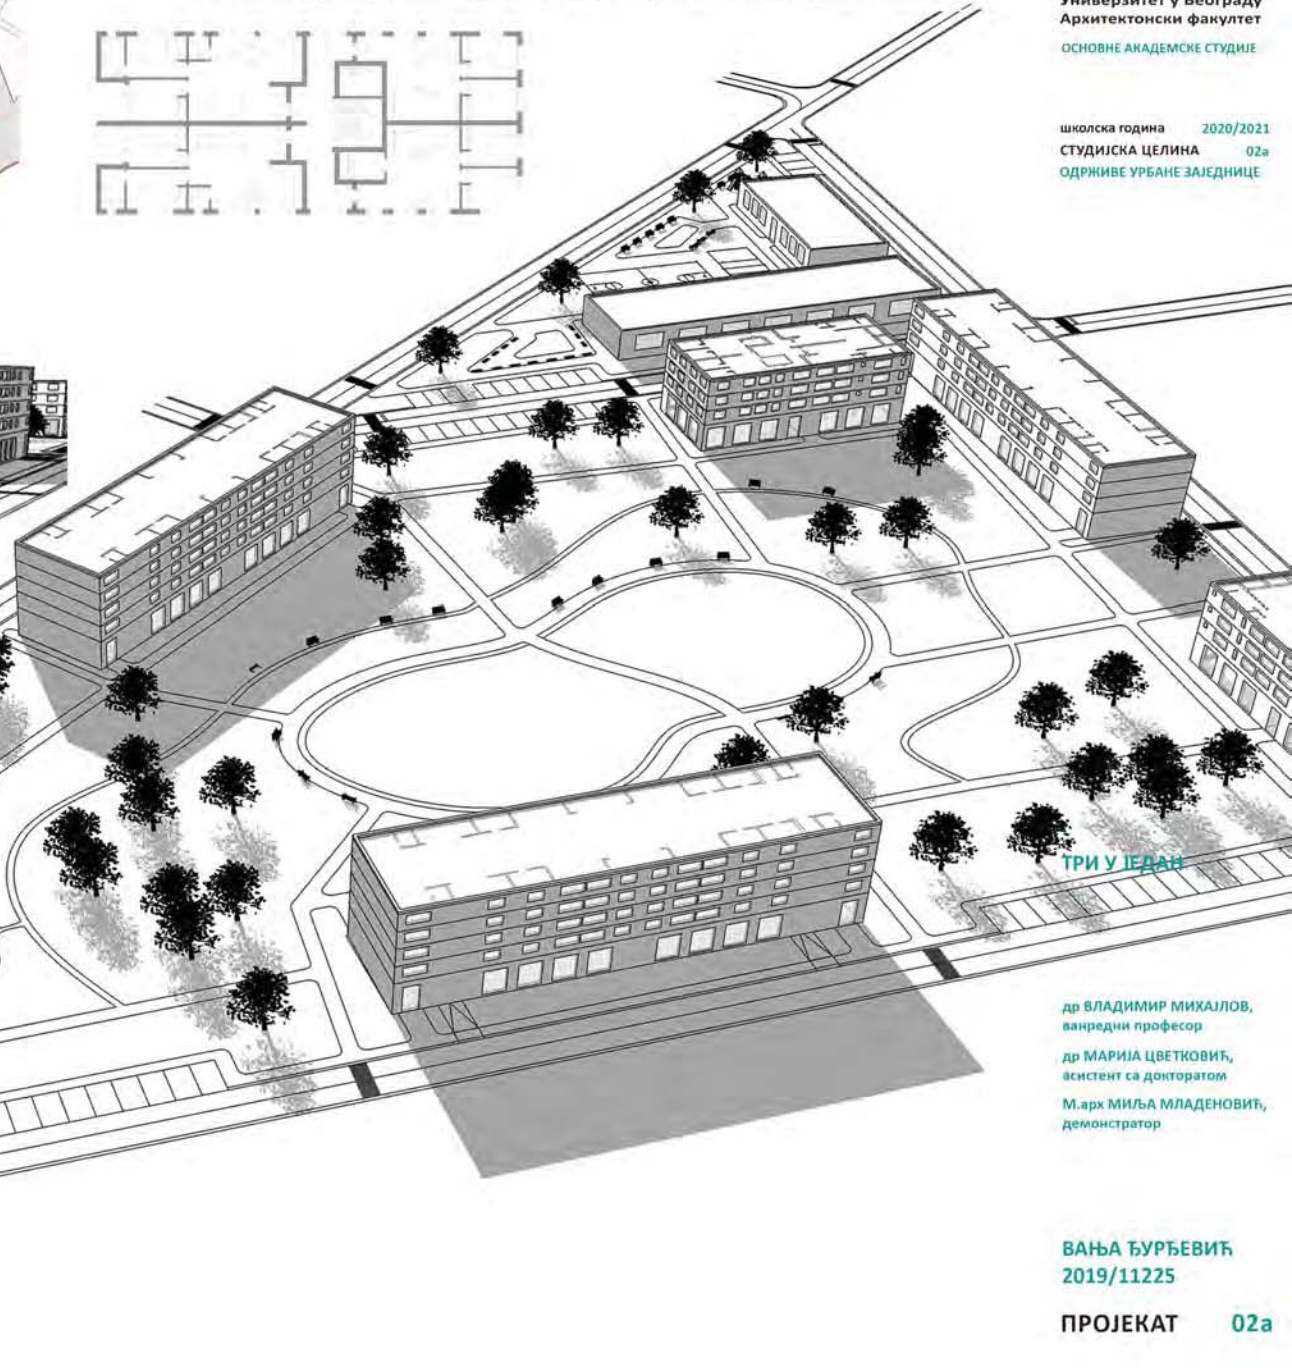 Универзитет у Београду
Архитектонски факултет
ОСНОВНЕ АКАДЕМСКЕ СТУДИЈЕ
школска година 2020/2021
СТУДИЈСКА ЦЕЛИНА 02а
ОДРЖИВЕ УРБАНЕ ЗАЈЕДНИЦЕ
ТРИ У ЈЕДАН
др ВЛАДИМИР МИХАЈЛОВ,
ванредни професор
др МАРИЈА ЦВЕТКОВИЋ,
асистент са докторатом
М.арх МИЉА МЛАДЕНОВИЋ,
демонстратор
ВАЊА ЂУРЂЕВИЋ
2019/11225
ПРОЈЕКАТ 02а